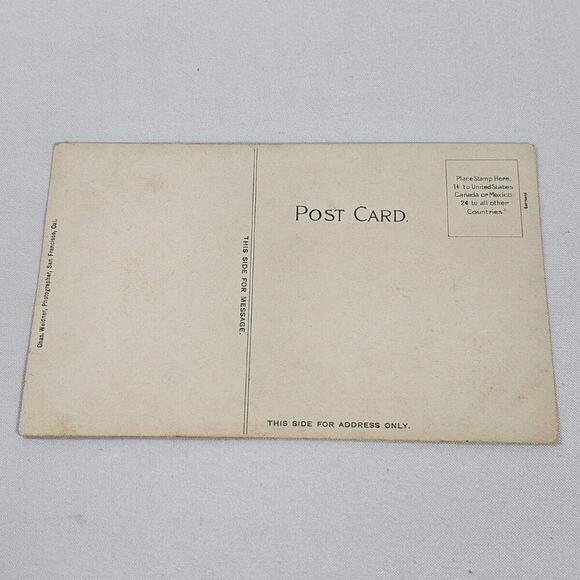 Chas. Weidner, Photographer, San Francisco, Cal.
THIS SIDE FOR MESSAGE.
POST CARD.
Place Stamp Here.
1¢ to United States
Canada or Mexico
2¢ to all other
Countries.
Germany
THIS SIDE FOR ADDRESS ONLY.